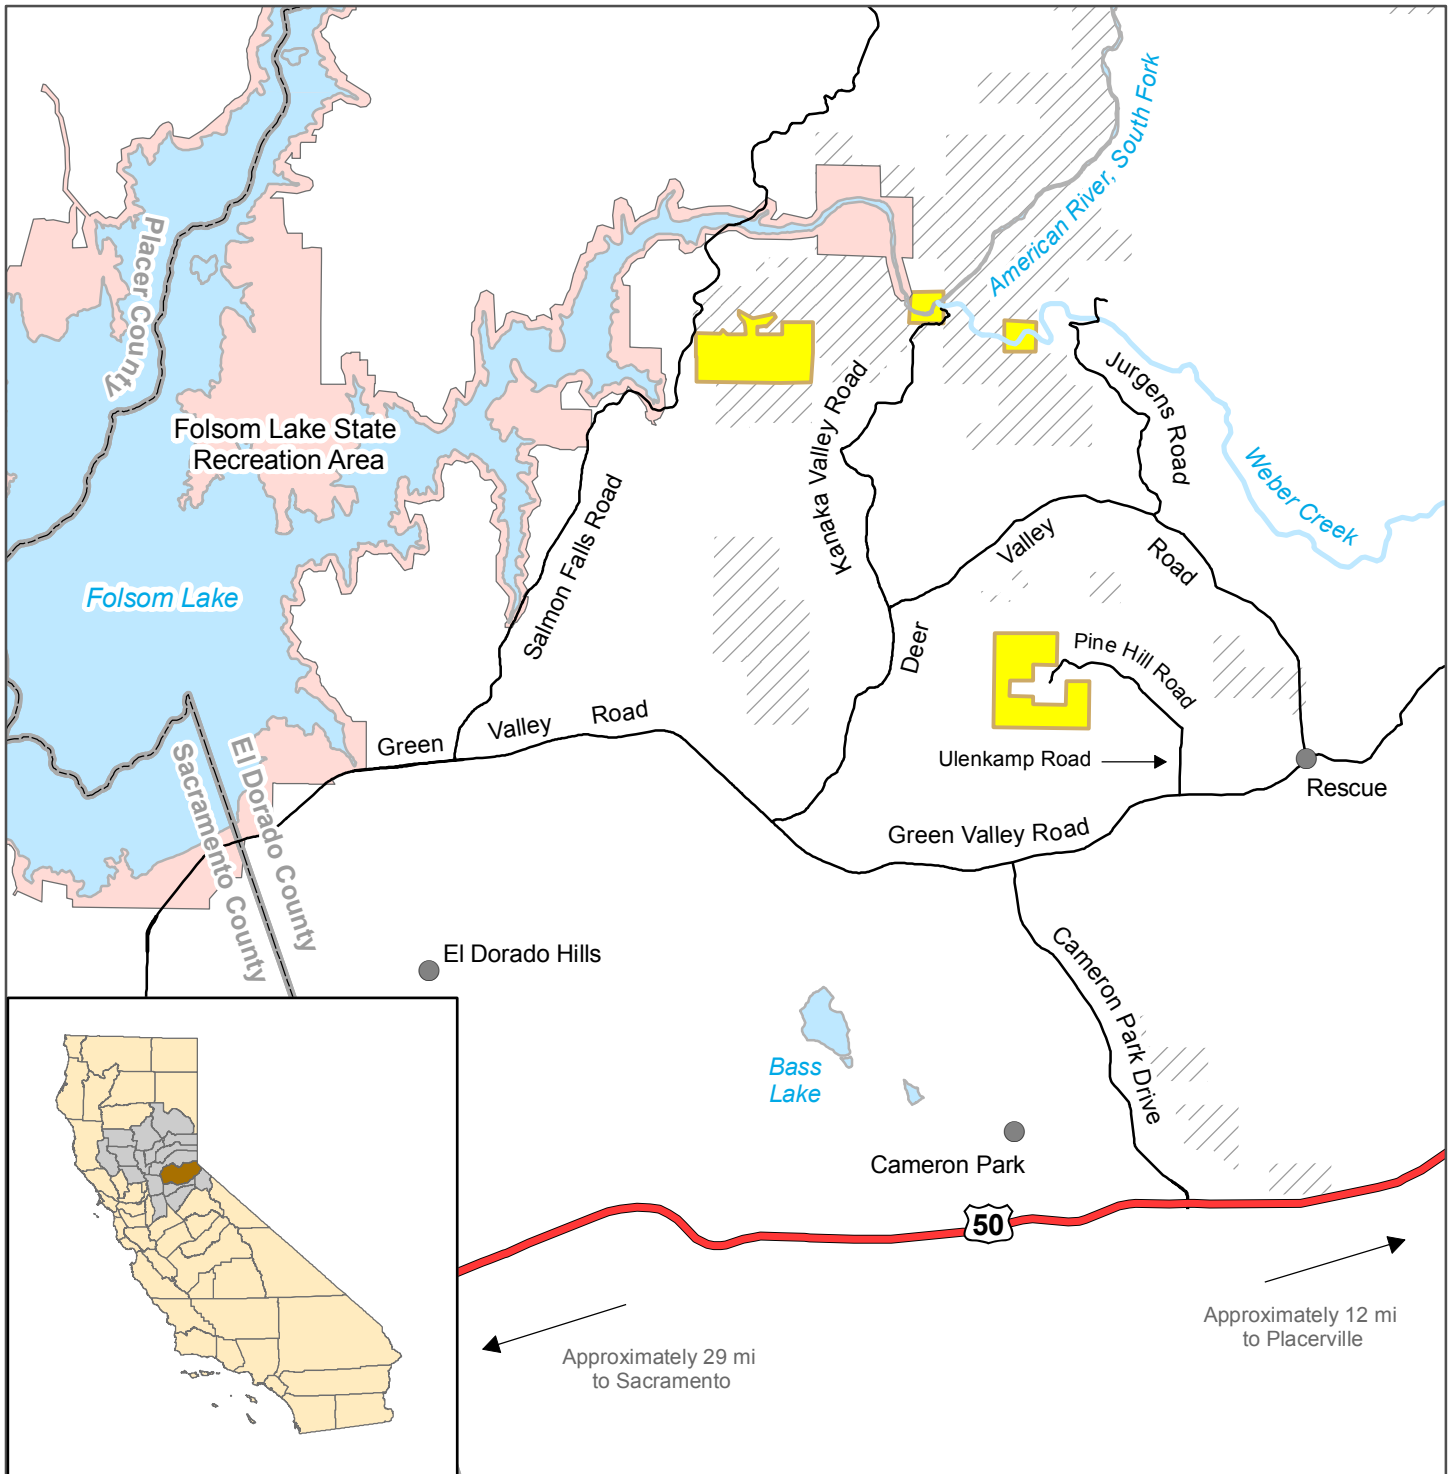 American River, South Fork
Placer County
Jurgens Road
Kanaka Valley Road
Folsom Lake State
Recreation Area
Weber Creek
Salmon Falls Road
Deer Valley Road
Folsom Lake
Pine Hill Road
Green Valley Road
Ulenkamp Road
El Dorado County
Sacramento County
Rescue
Green Valley Road
El Dorado Hills
Cameron Park Drive
Bass
Lake
Cameron Park
50
Approximately 12 mi
to Placerville
Approximately 29 mi
to Sacramento